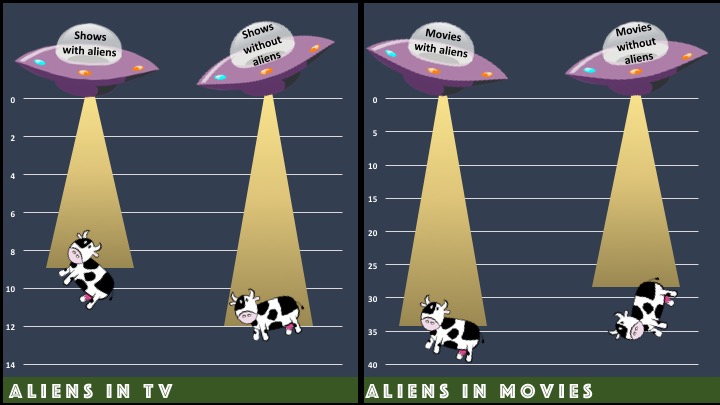 Shows
with aliens
Shows
without
aliens
0
2
4
6
8
10
12
14
ALIENS IN TV
Movies
with aliens
Movies
without
aliens
0
5
10
15
20
25
30
35
40
ALIENS IN MOVIES